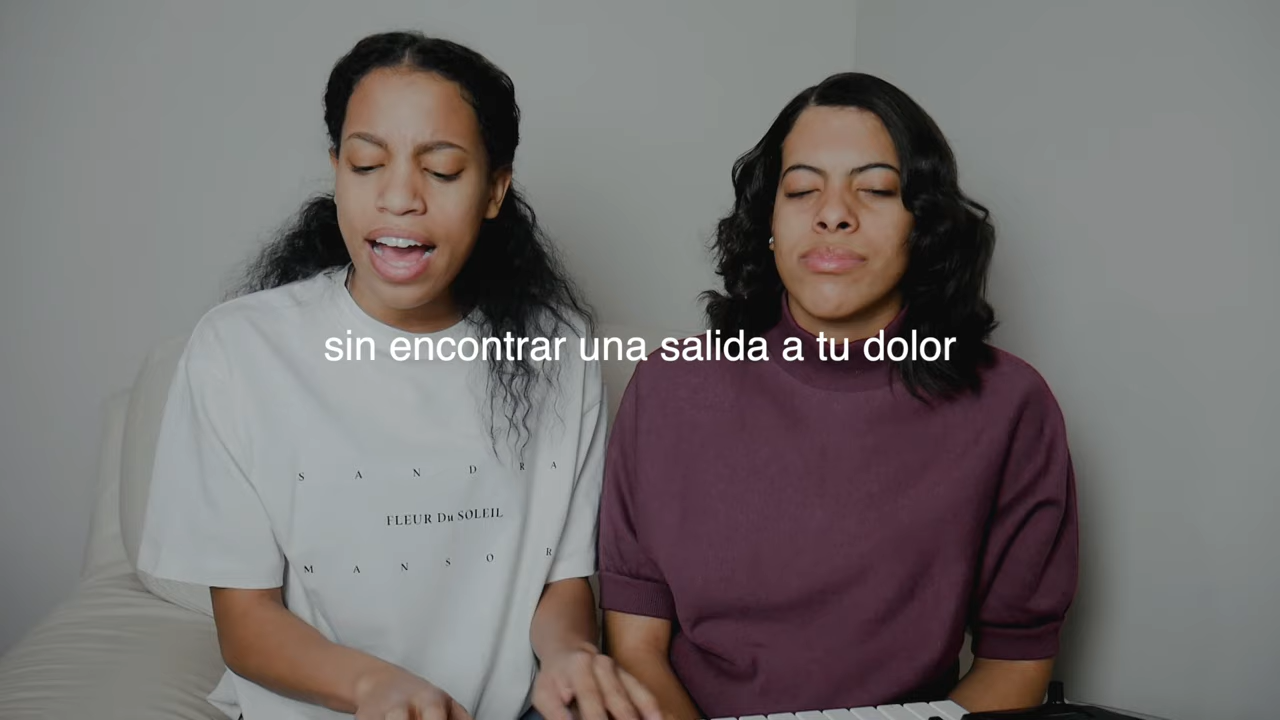 sin encontrar una salida a tu dolor
S A N D R A
FLEUR Du SOLEIL
M A N S O R